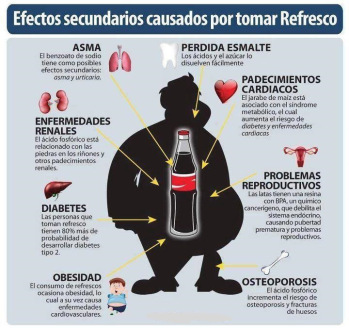 Efectos secundarios causados por tomar Refresco
ASMA
El benzoato de sodio
tiene como posibles
efectos secundarios:
asma y urticaria.
PERDIDA ESMALTE
Los ácidos y el azúcar lo
disuelven fácilmente
PADECIMIENTOS
CARDIACOS
El jarabe de maíz está
asociado con el síndrome
metabólico, el cual
aumenta el riesgo de
diabetes y enfermedades
cardiacas
ENFERMEDADES
RENALES
El ácido fosfórico está
relacionado con las
piedras en los riñones y
otros padecimientos
renales.
PROBLEMAS
REPRODUCTIVOS
Las latas tienen una resina
con BPA, un químico
cancerígeno, que debilita el
sistema endócrino,
causando pubertad
prematura y problemas
reproductivos.
DIABETES
Las personas que
toman refresco
tienen 80% más de
probabilidad de
desarrollar diabetes
tipo 2.
OBESIDAD
El consumo de refrescos
ocasiona obesidad, lo
cual a su vez causa
enfermedades
cardiovasculares.
OSTEOPOROSIS
El ácido fosfórico
incrementa el riesgo de
osteoporosis y fracturas
de huesos